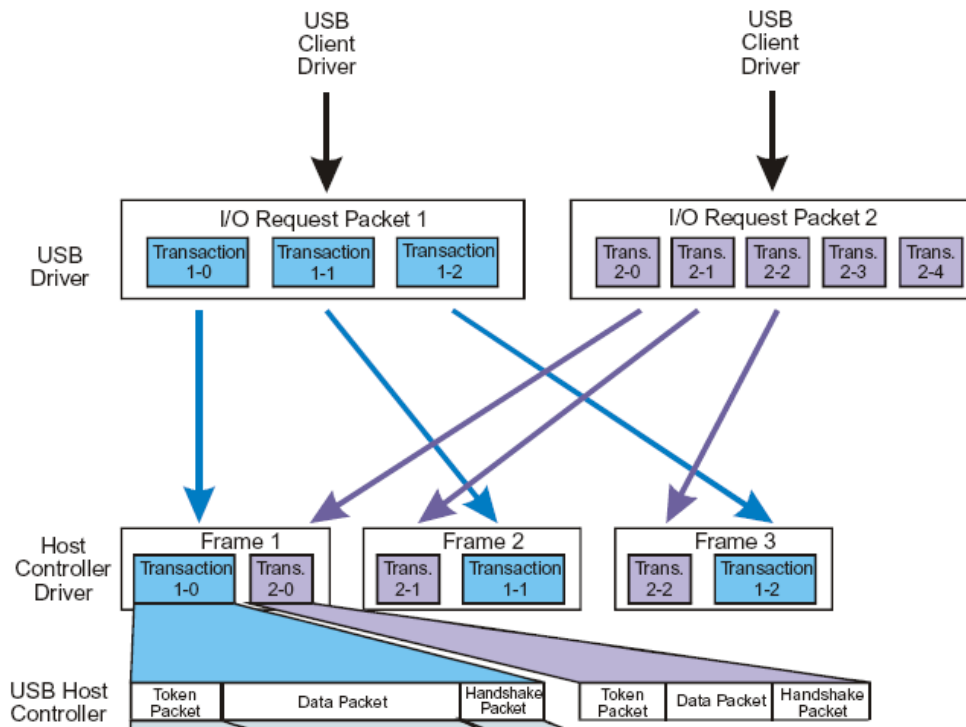 USB
Client
Driver
USB
Client
Driver
I/O Request Packet 1
I/O Request Packet 2
USB
Driver
Transaction
1-0
Transaction
1-1
Transaction
1-2
Trans.
2-0
Trans.
2-1
Trans.
2-2
Trans.
2-3
Trans.
2-4
Host
Controller
Driver
Frame 1
Transaction
1-0
Trans.
2-0
Frame 2
Trans.
2-1
Transaction
1-1
Frame 3
Trans.
2-2
Transaction
1-2
USB Host
Controller
Token
Packet
Data Packet
Handshake
Packet
Token
Packet
Data Packet
Handshake
Packet